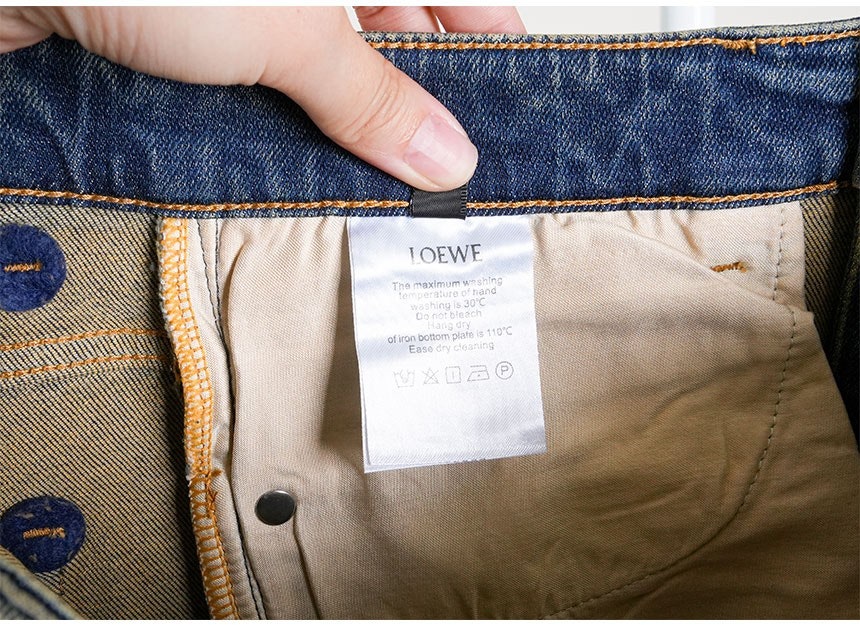 LOEWE
The maximum washing
temperature of hand
washing is 30℃
Do not bleach
Hang dry
of iron bottom plate is 110℃
Ease dry cleaning
P